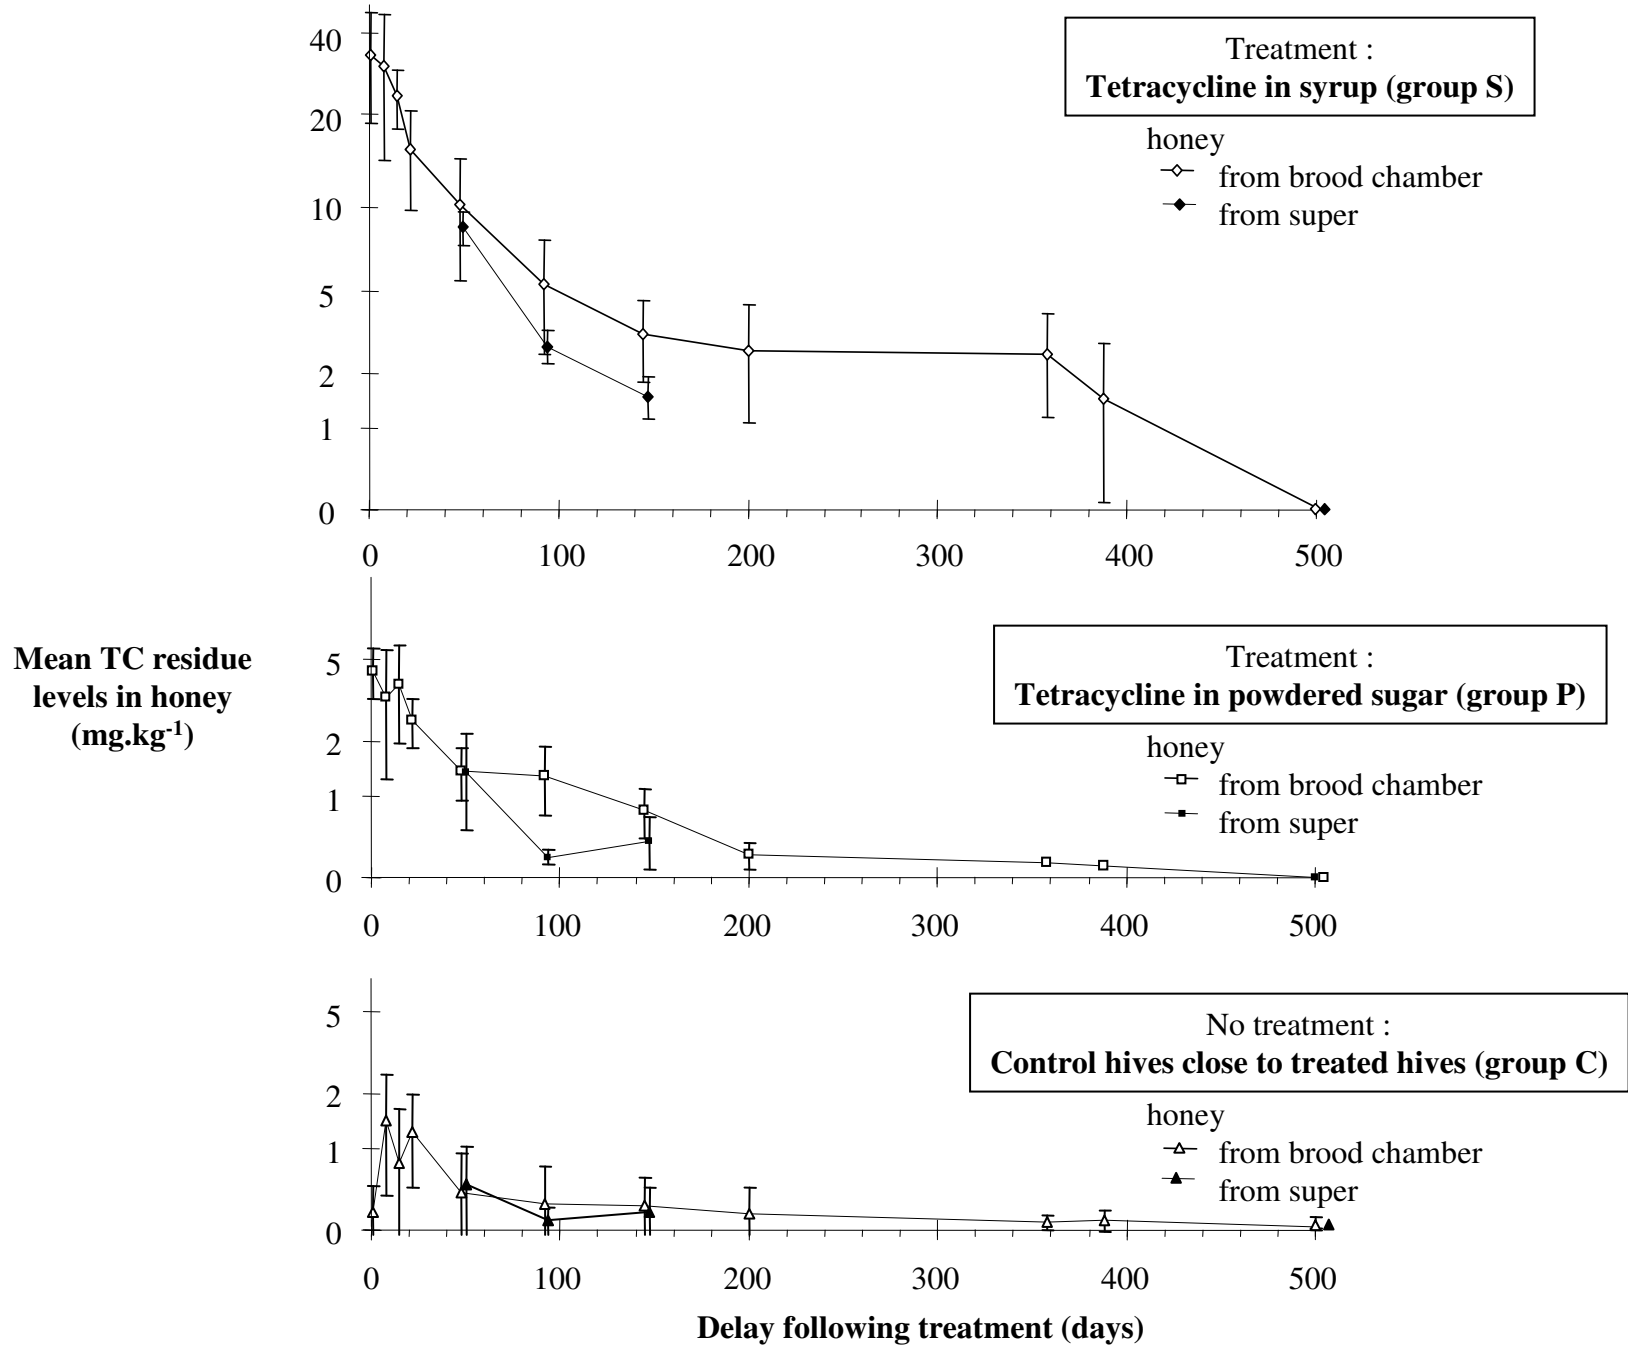 40
20
10
5
2
1
0
0 100 200 300 400 500
Treatment :
Tetracycline in syrup (group S)
honey
from brood chamber
from super
Mean TC residue
levels in honey
(mg.kg-1)
5
2
1
0
0 100 200 300 400 500
Treatment :
Tetracycline in powdered sugar (group P)
honey
from brood chamber
from super
5
2
1
0
0 100 200 300 400 500
No treatment :
Control hives close to treated hives (group C)
honey
from brood chamber
from super
Delay following treatment (days)